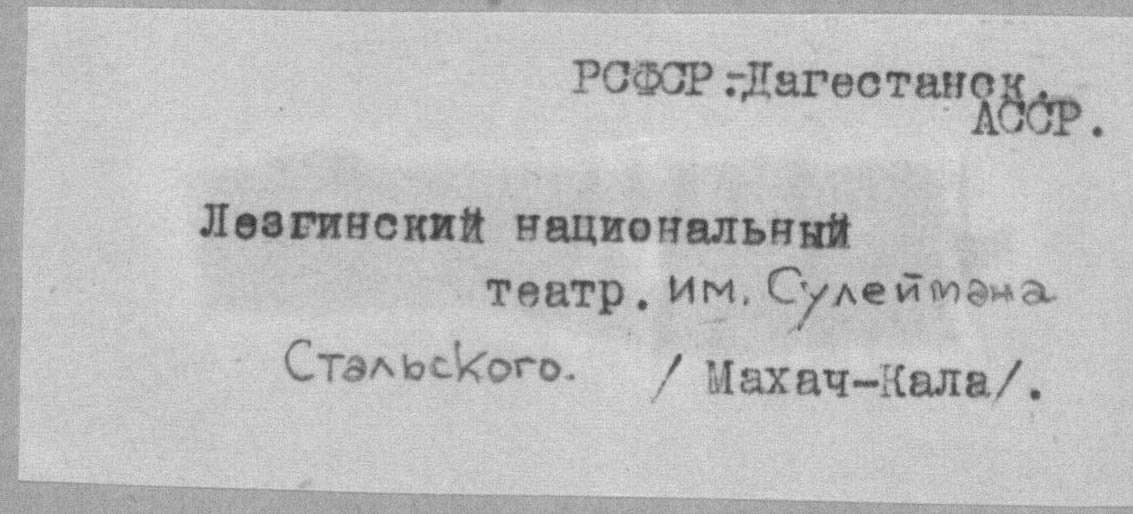 РСФСР.-Дагестанск.
АССР.
Лезгинский национальный
театр. им. Сулеймана
Стальского. / Махач-Кала/.